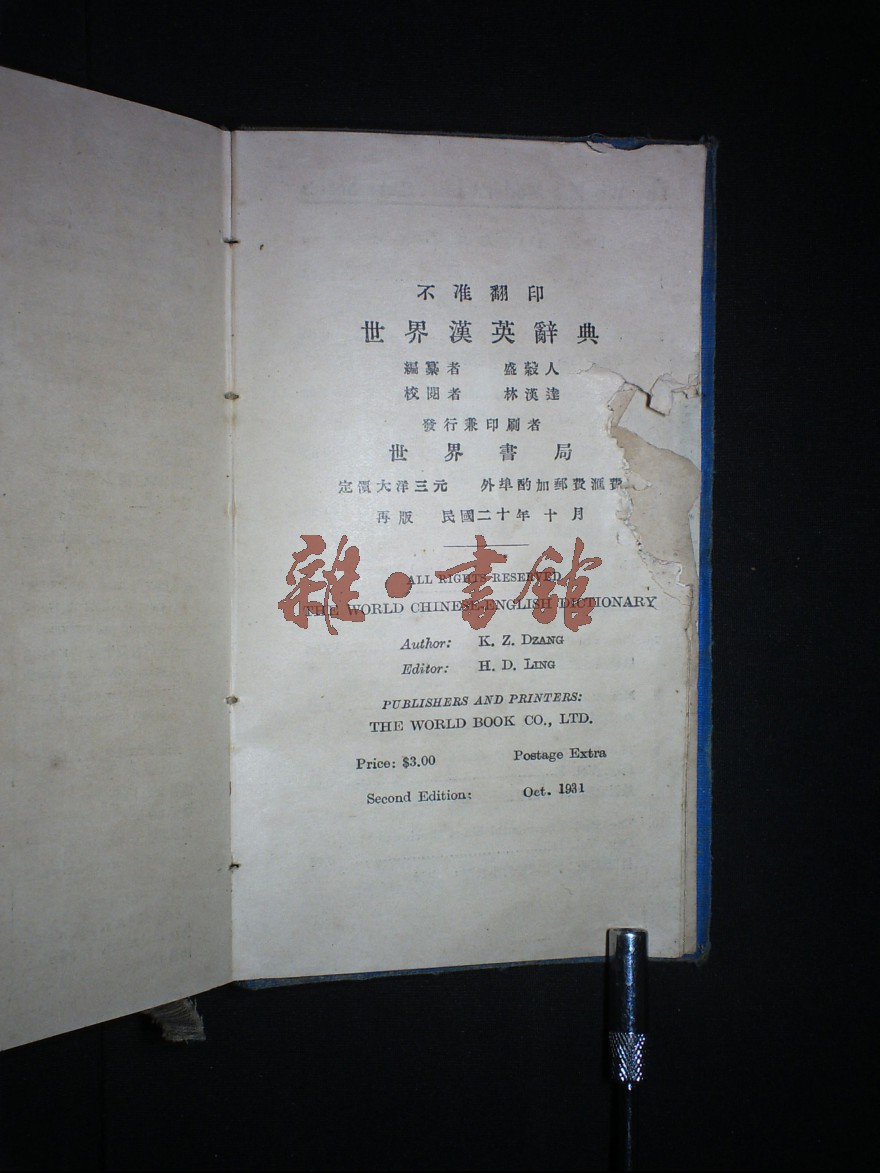 不准翻印
世界漢英辭典
編纂者 盛穀人
校閱者 林漢達
發行兼印刷者
世界書局
定價大洋三元 外埠酌加郵費滙費
再版 民國二十年十月
雜·書館
ALL RIGHTS RESERVED
THE WORLD CHINESE-ENGLISH DICTIONARY
Author: K. Z. DZANG
Editor: H. D. LING
PUBLISHERS AND PRINTERS:
THE WORLD BOOK CO., LTD.
Price: $3.00 Postage Extra
Second Edition: Oct. 1931